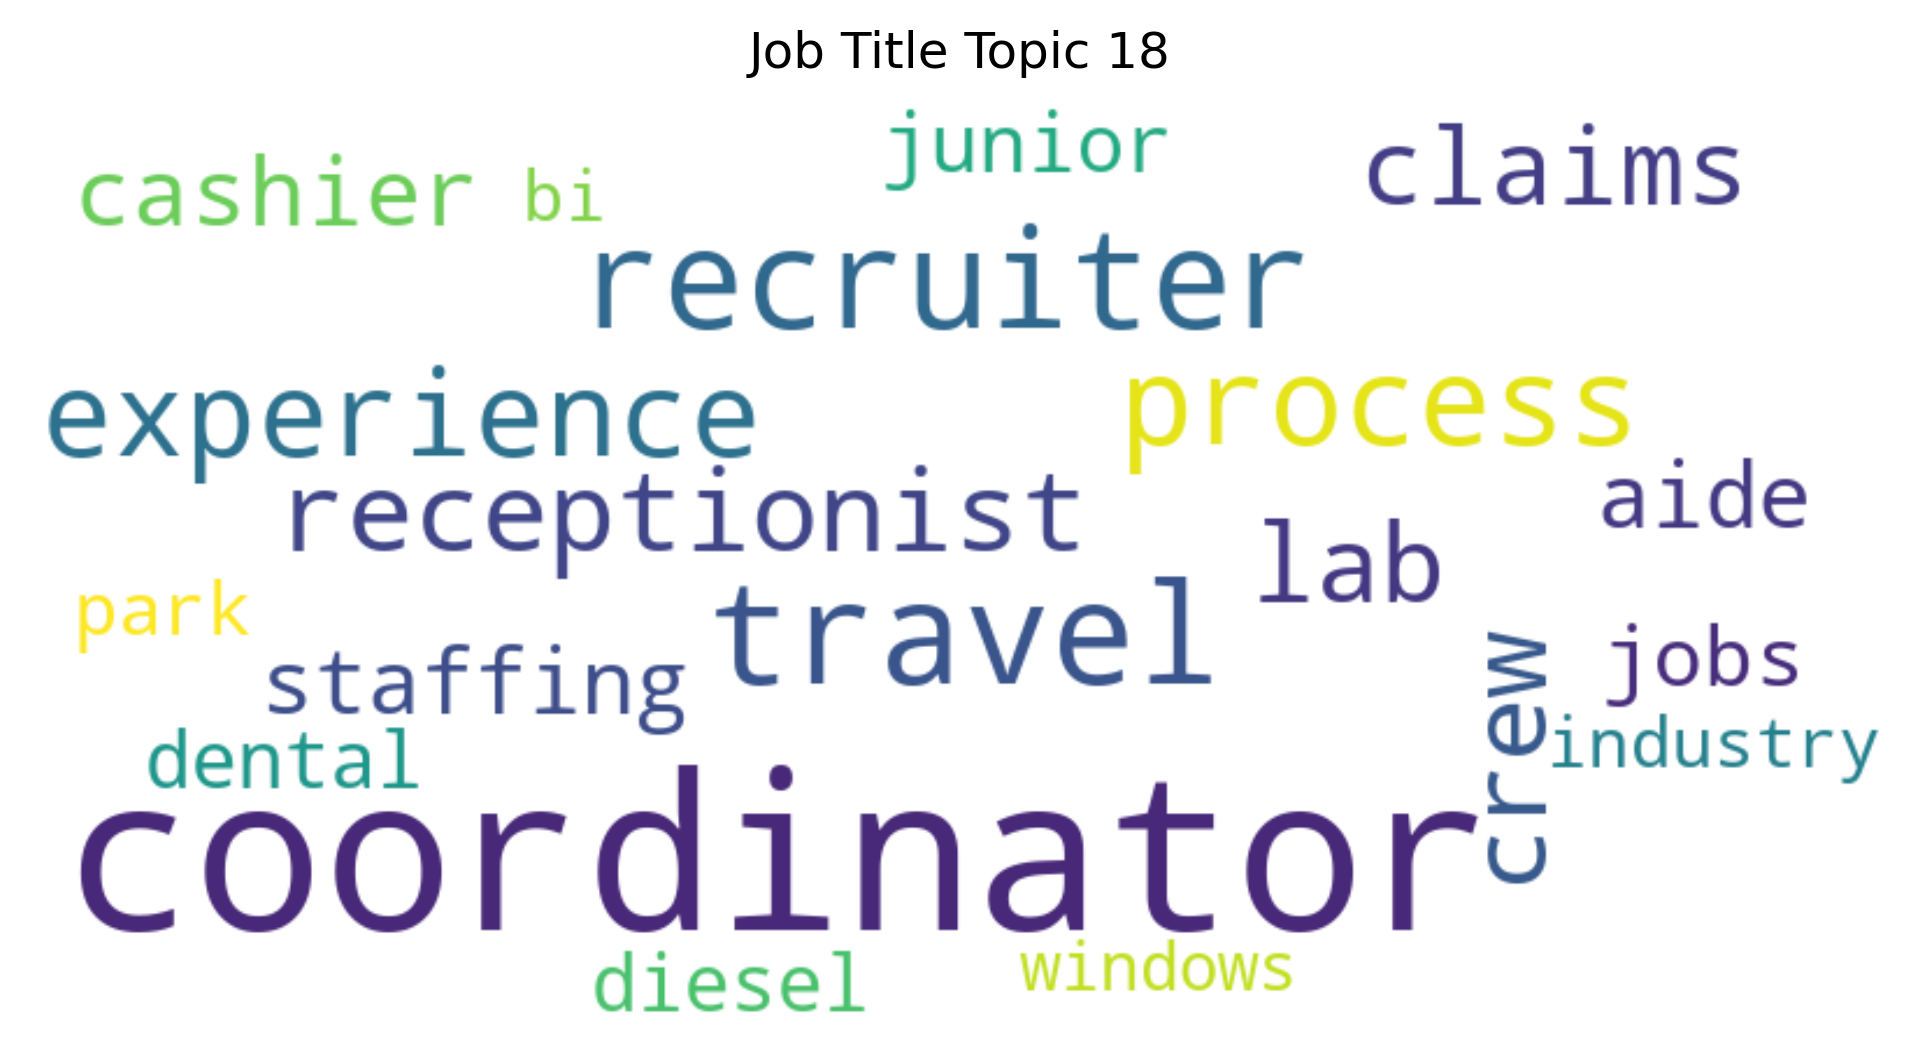 Job Title Topic 18
junior
claims
cashier
bi
recruiter
experience
process
receptionist
aide
lab
park
travel
staffing
crew
jobs
industry
dental
coordinator
diesel
windows